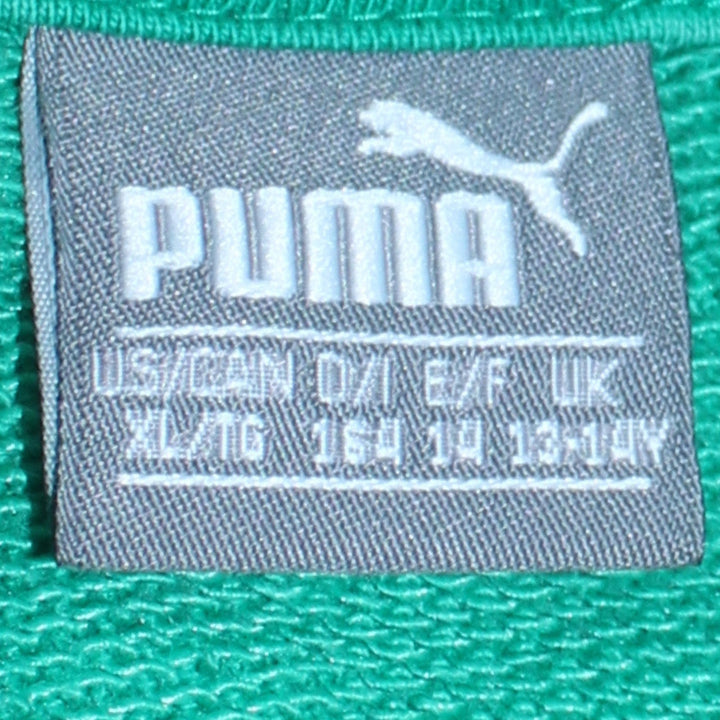 PUMA
US/CAN D/I E/F UK
XL/TG 164 14 13-14Y